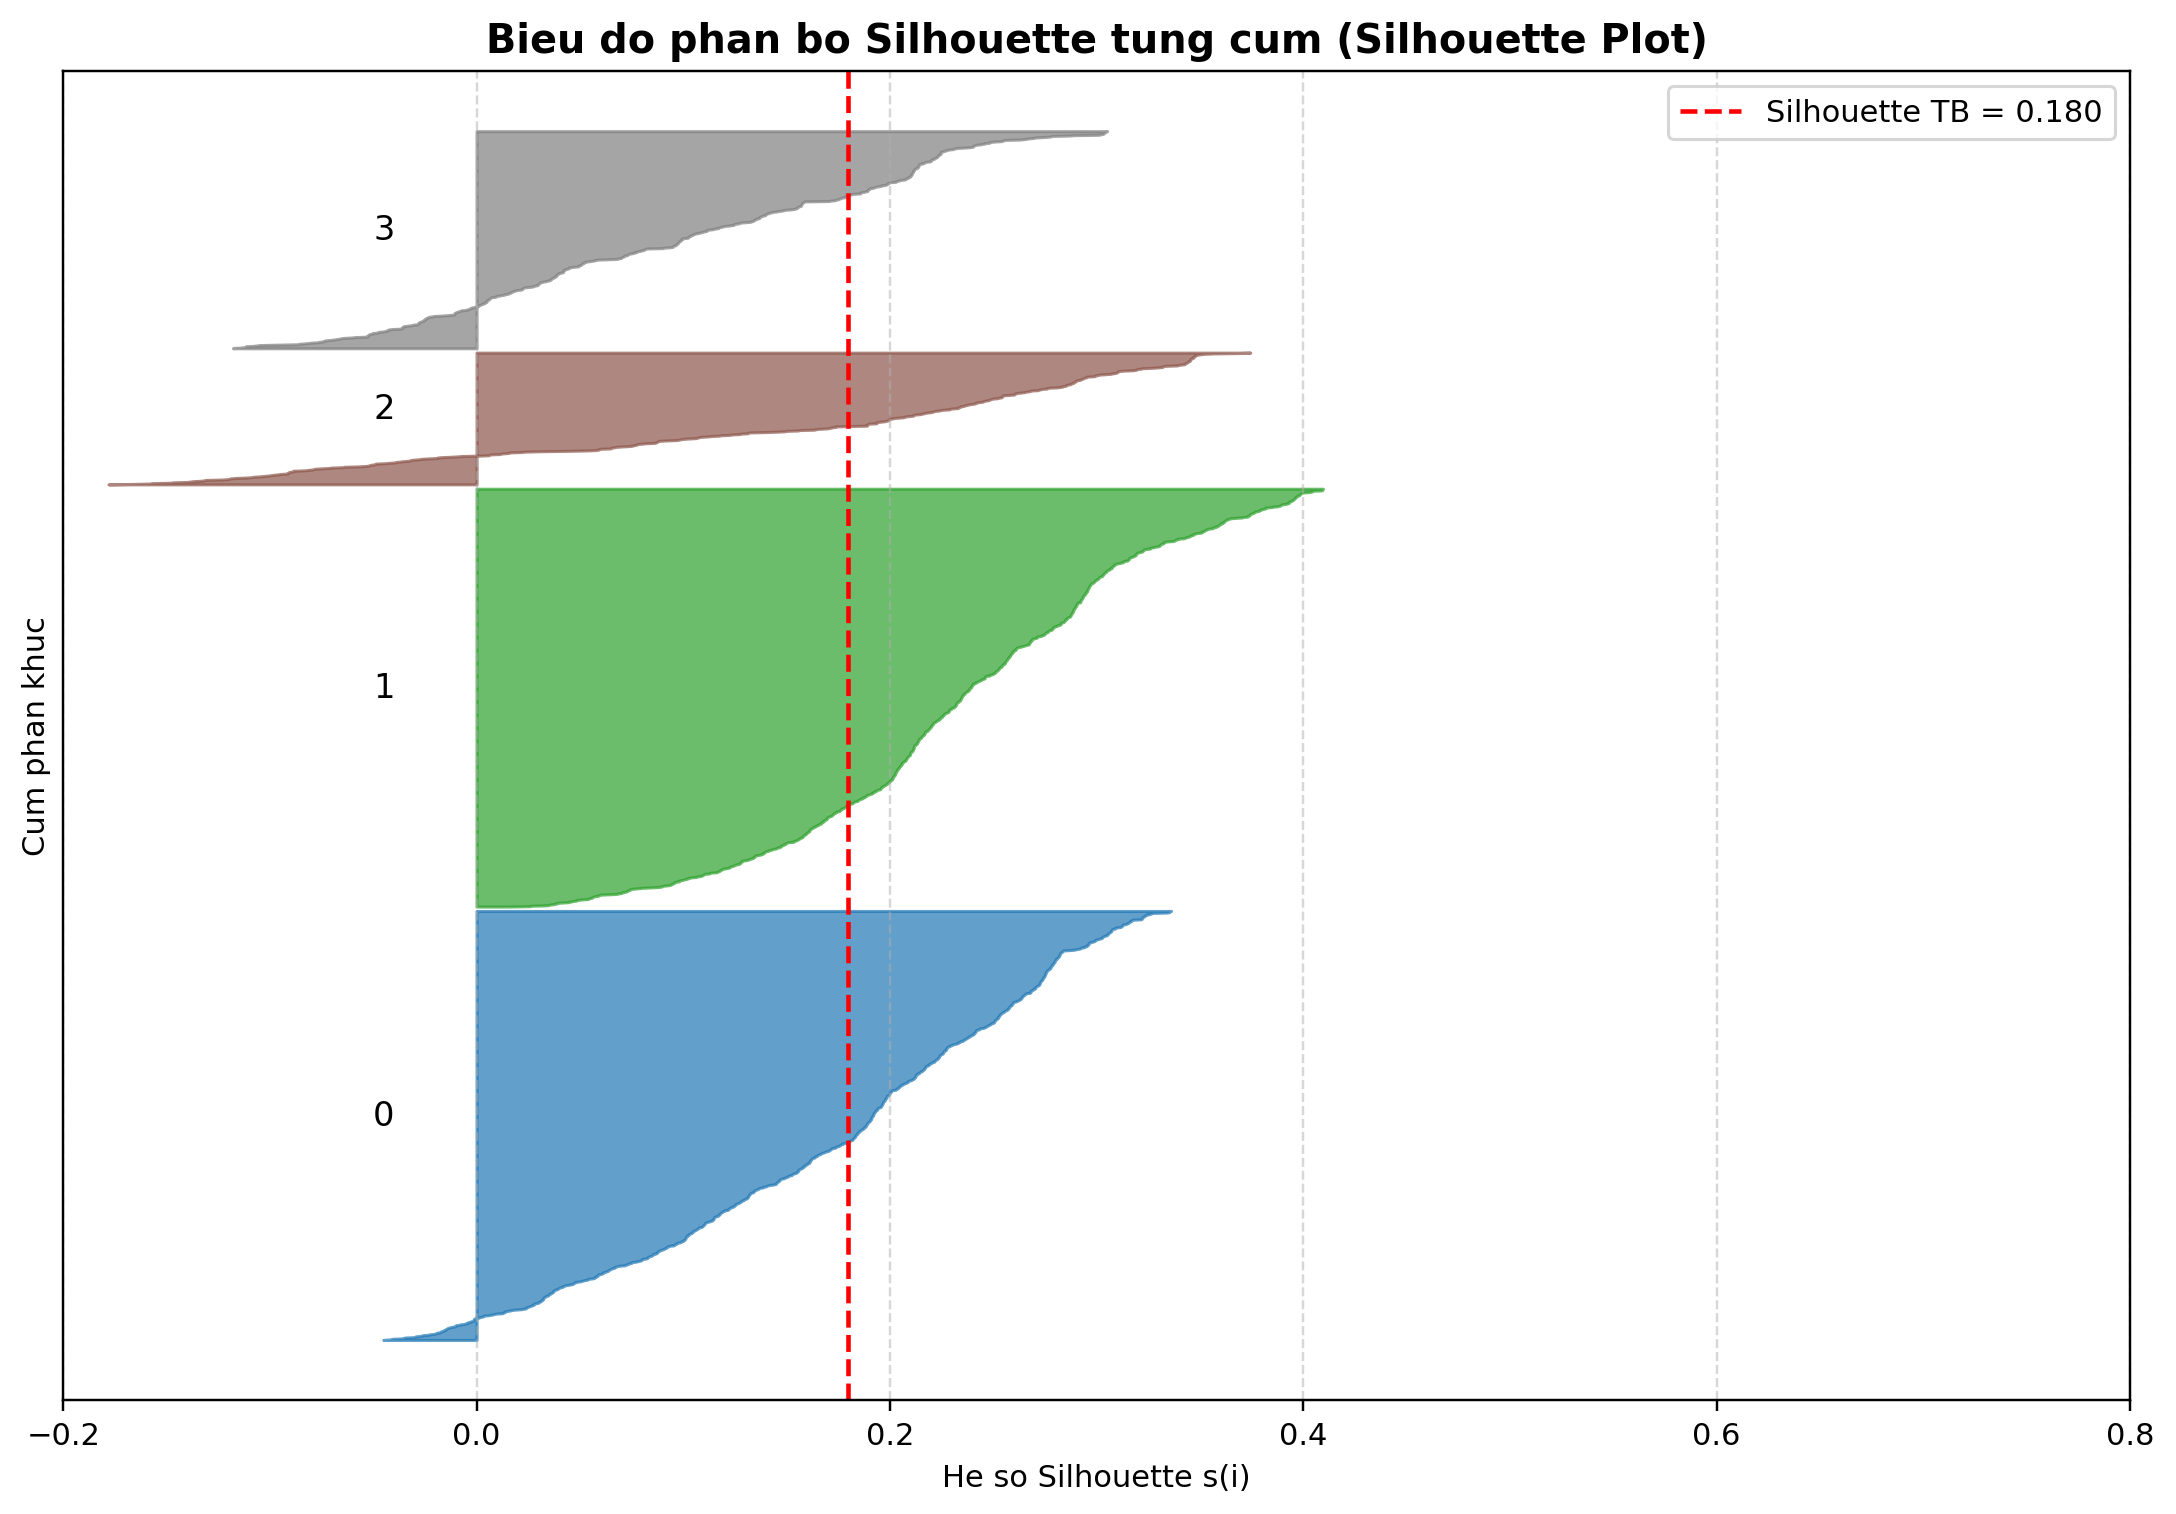 Bieu do phan bo Silhouette tung cum (Silhouette Plot)
Silhouette TB = 0.180
3
2
1
0
Cum phan khuc
−0.2 0.0 0.2 0.4 0.6 0.8
He so Silhouette s(i)